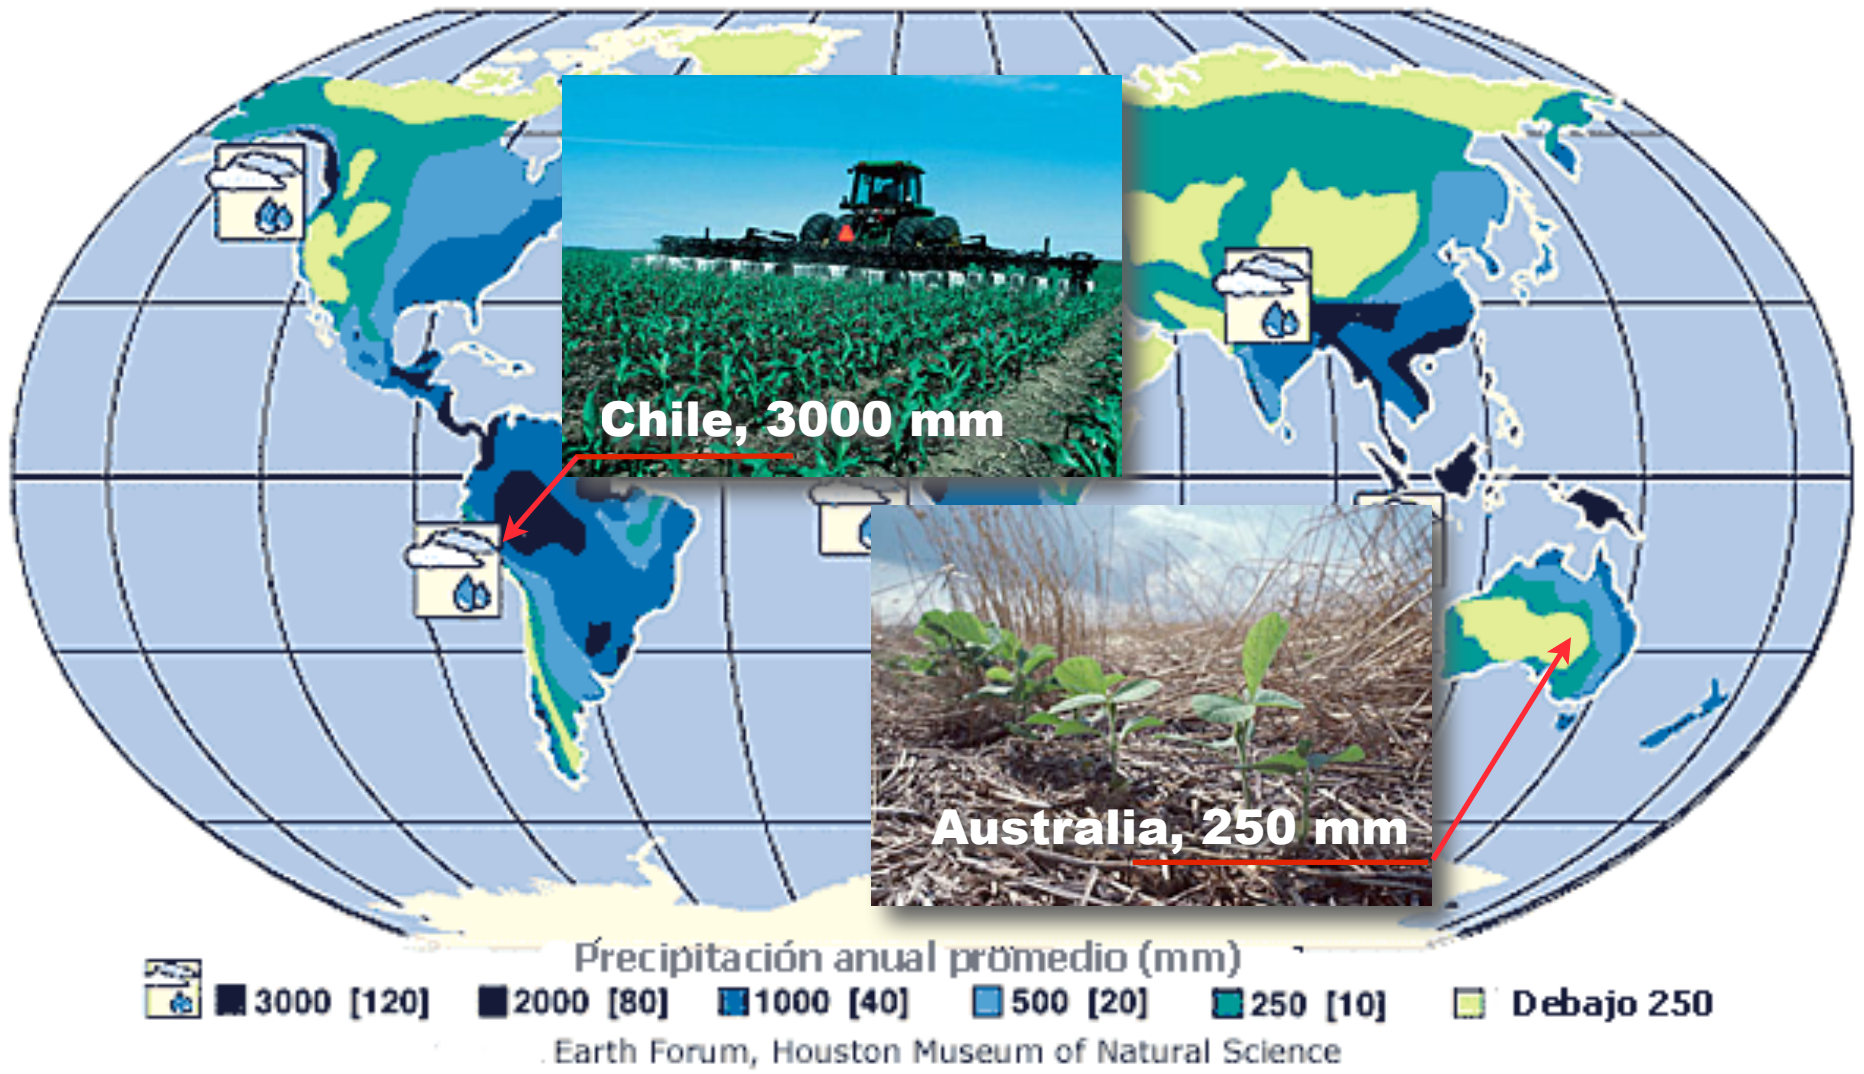 Chile, 3000 mm
Australia, 250 mm
Precipitación anual promedio (mm)
3000 [120] 2000 [80] 1000 [40] 500 [20] 250 [10] Debajo 250
Earth Forum, Houston Museum of Natural Science